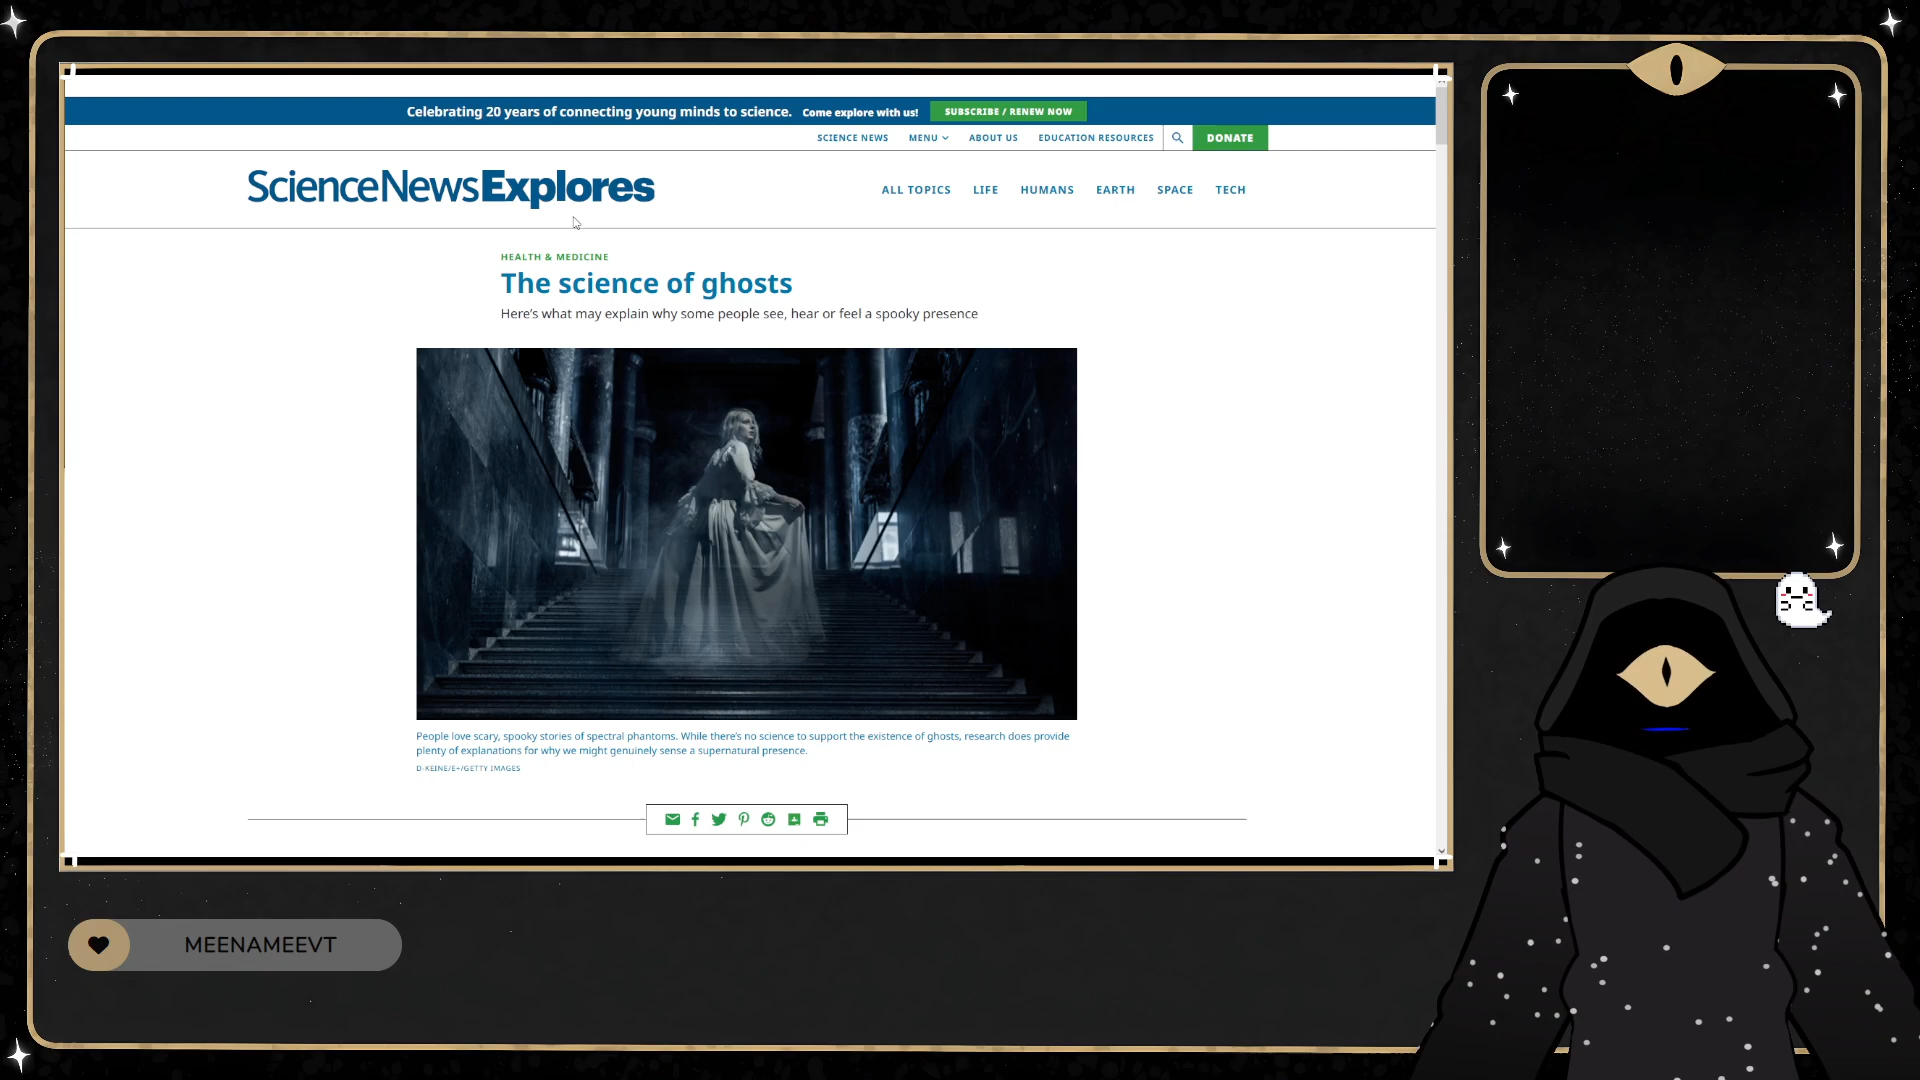 Celebrating 20 years of connecting young minds to science. Come explore with us! SUBSCRIBE / RENEW NOW
SCIENCE NEWS MENU ABOUT US EDUCATION RESOURCES DONATE
ScienceNewsExplores
ALL TOPICS LIFE HUMANS EARTH SPACE TECH
HEALTH & MEDICINE
The science of ghosts
Here's what may explain why some people see, hear or feel a spooky presence
People love scary, spooky stories of spectral phantoms. While there's no science to support the existence of ghosts, research does provide
plenty of explanations for why we might genuinely sense a supernatural presence.
D-KEINE/E+/GETTY IMAGES
MEENAMEEVT